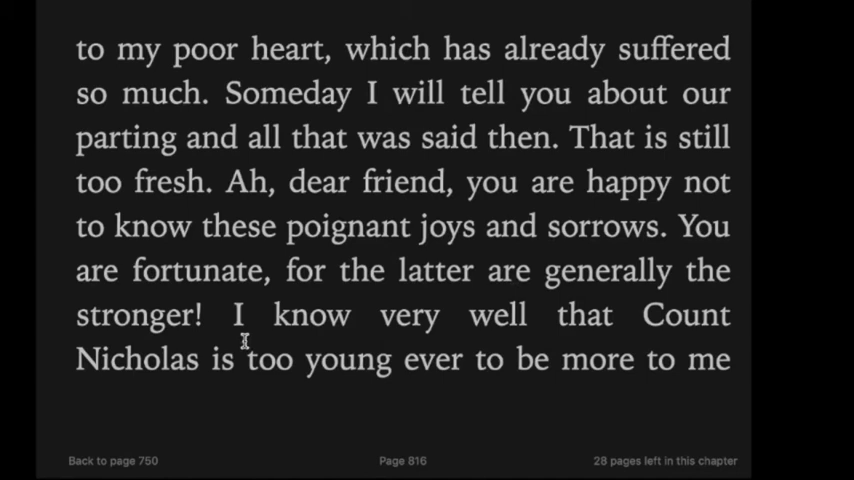 to my poor heart, which has already suffered
so much. Someday I will tell you about our
parting and all that was said then. That is still
too fresh. Ah, dear friend, you are happy not
to know these poignant joys and sorrows. You
are fortunate, for the latter are generally the
stronger! I know very well that Count
Nicholas is too young ever to be more to me
Back to page 750 Page 816 28 pages left in this chapter